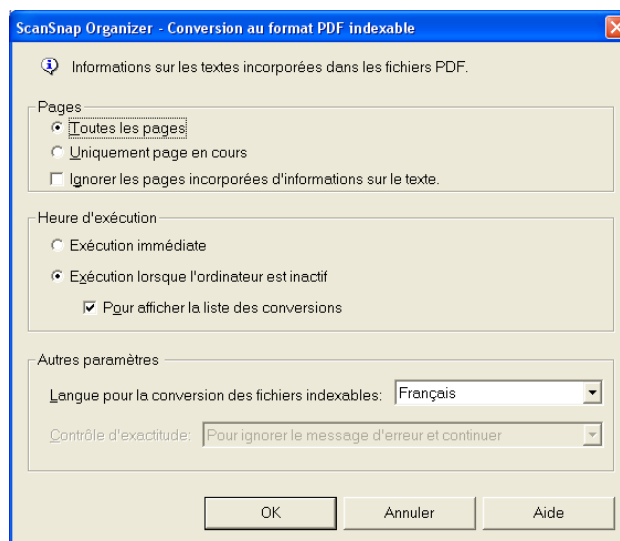 ScanSnap Organizer - Conversion au format PDF indexable
Informations sur les textes incorporées dans les fichiers PDF.
Pages
Toutes les pages
Uniquement page en cours
Ignorer les pages incorporées d'informations sur le texte.
Heure d'exécution
Exécution immédiate
Exécution lorsque l'ordinateur est inactif
Pour afficher la liste des conversions
Autres paramètres
Langue pour la conversion des fichiers indexables: Français
Contrôle d'exactitude: Pour ignorer le message d'erreur et continuer
OK Annuler Aide